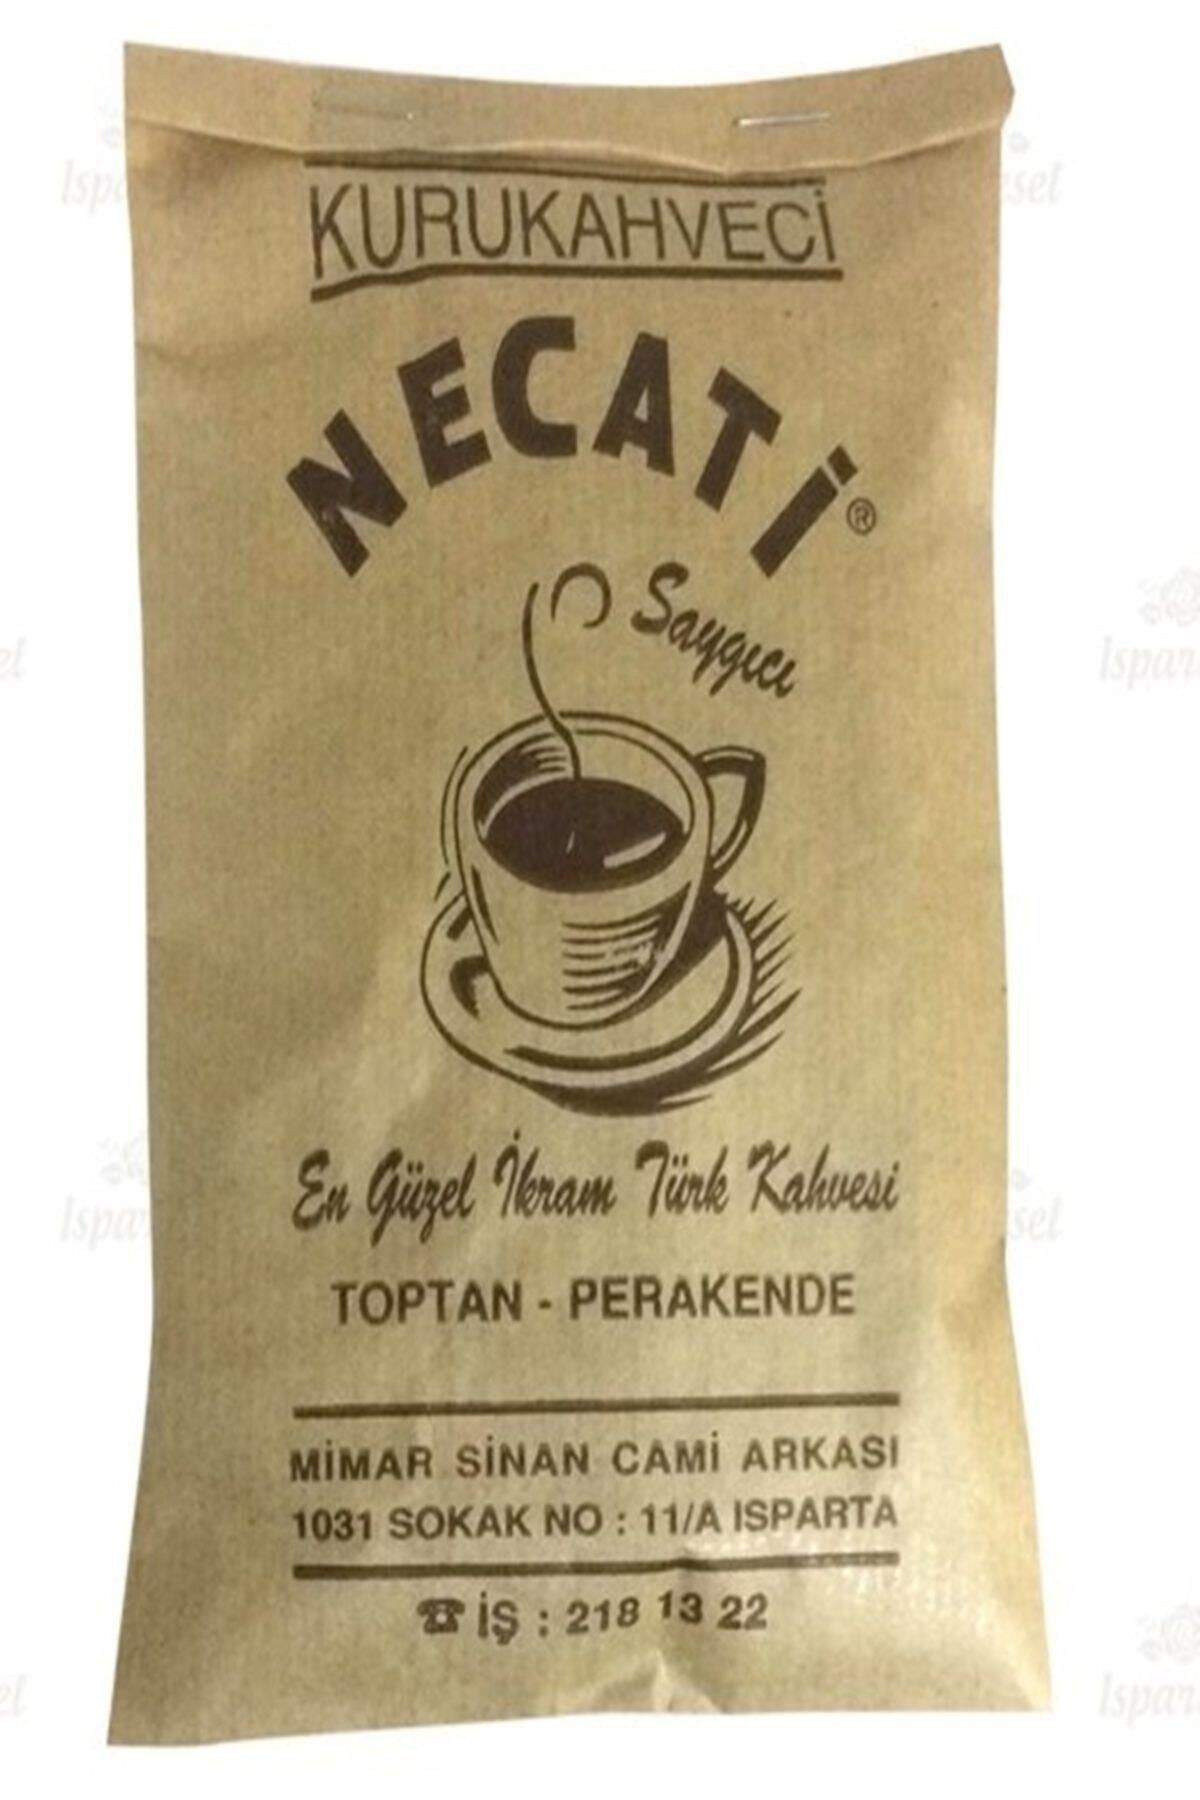 KURUKAHVECİ
NECATİ®
Saygıcı
En Güzel İkram Türk Kahvesi
TOPTAN - PERAKENDE
MİMAR SİNAN CAMİ ARKASI
1031 SOKAK NO : 11/A ISPARTA
☎ İŞ : 218 13 22